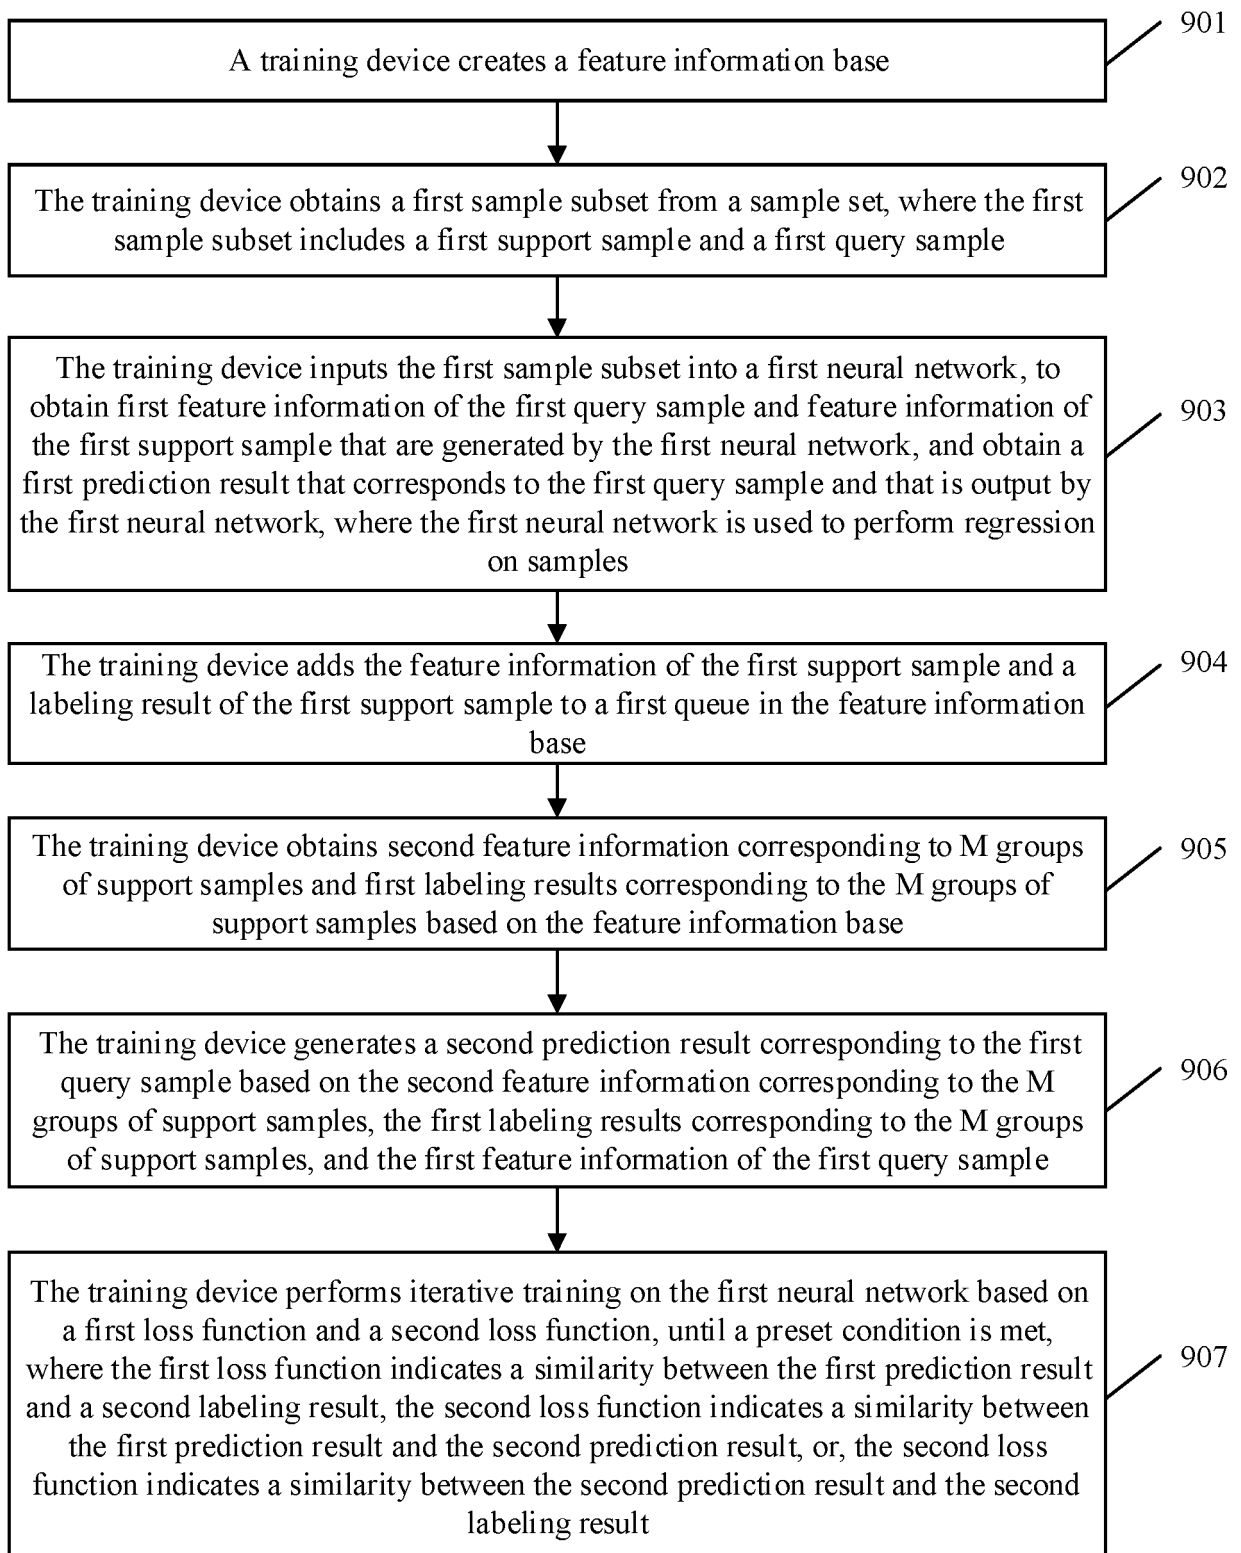 901
A training device creates a feature information base
902
The training device obtains a first sample subset from a sample set, where the first
sample subset includes a first support sample and a first query sample
The training device inputs the first sample subset into a first neural network, to
obtain first feature information of the first query sample and feature information of
903
the first support sample that are generated by the first neural network, and obtain a
first prediction result that corresponds to the first query sample and that is output by
the first neural network, where the first neural network is used to perform regression
on samples
904
The training device adds the feature information of the first support sample and a
labeling result of the first support sample to a first queue in the feature information
base
905
The training device obtains second feature information corresponding to M groups
of support samples and first labeling results corresponding to the M groups of
support samples based on the feature information base
The training device generates a second prediction result corresponding to the first
906
query sample based on the second feature information corresponding to the M
groups of support samples, the first labeling results corresponding to the M groups
of support samples, and the first feature information of the first query sample
The training device performs iterative training on the first neural network based on
a first loss function and a second loss function, until a preset condition is met,
907
where the first loss function indicates a similarity between the first prediction result
and a second labeling result, the second loss function indicates a similarity between
the first prediction result and the second prediction result, or, the second loss
function indicates a similarity between the second prediction result and the second
labeling result